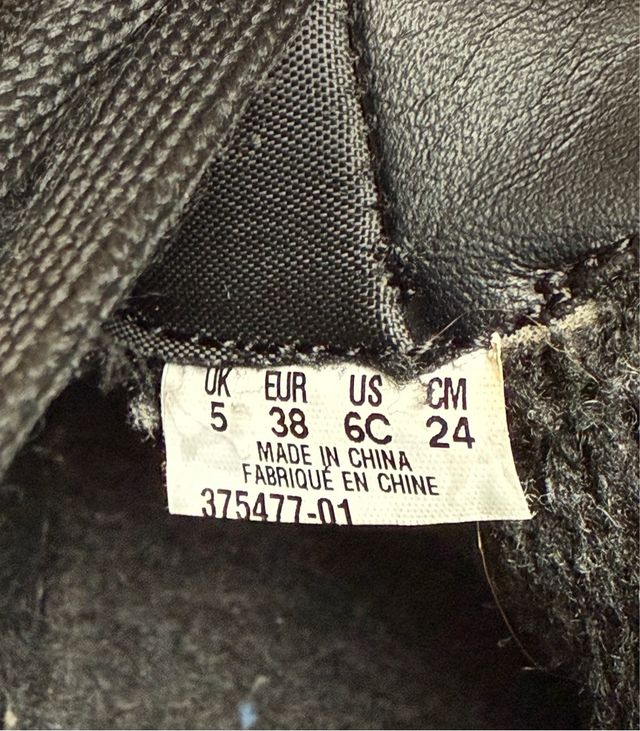 UK EUR US CM
5 38 6C 24
MADE IN CHINA
FABRIQUÉ EN CHINE
375477-01